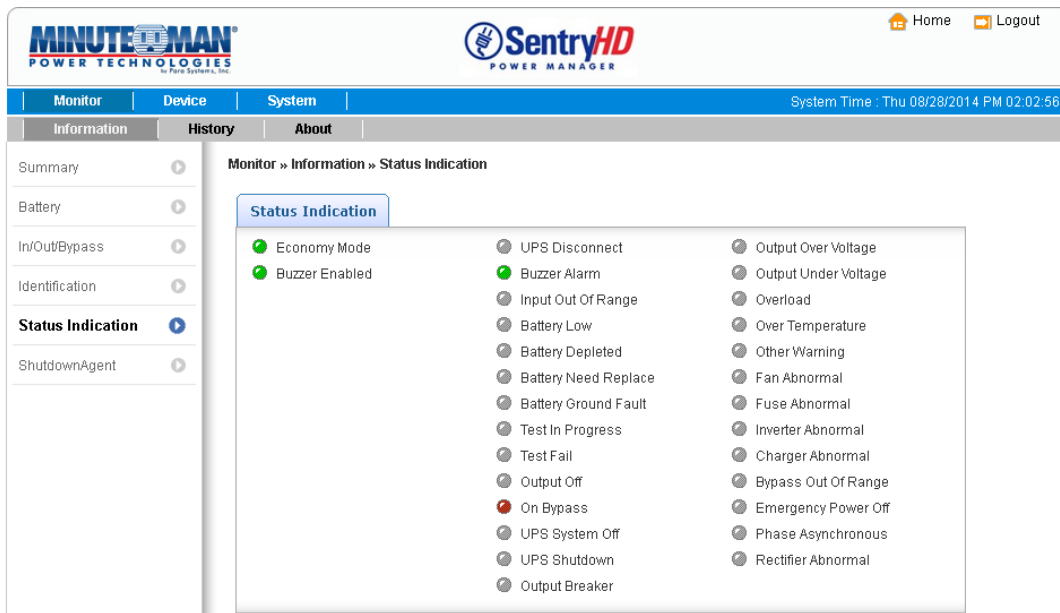 Home
Logout
MINUTEMAN®
POWER TECHNOLOGIES
by Para Systems, Inc.
SentryHD
POWER MANAGER
Monitor
Device
System
System Time : Thu 08/28/2014 PM 02:02:56
Information
History
About
Summary
Battery
In/Out/Bypass
Identification
Status Indication
ShutdownAgent
Monitor » Information » Status Indication
Status Indication
Economy Mode
Buzzer Enabled
UPS Disconnect
Buzzer Alarm
Input Out Of Range
Battery Low
Battery Depleted
Battery Need Replace
Battery Ground Fault
Test In Progress
Test Fail
Output Off
On Bypass
UPS System Off
UPS Shutdown
Output Breaker
Output Over Voltage
Output Under Voltage
Overload
Over Temperature
Other Warning
Fan Abnormal
Fuse Abnormal
Inverter Abnormal
Charger Abnormal
Bypass Out Of Range
Emergency Power Off
Phase Asynchronous
Rectifier Abnormal